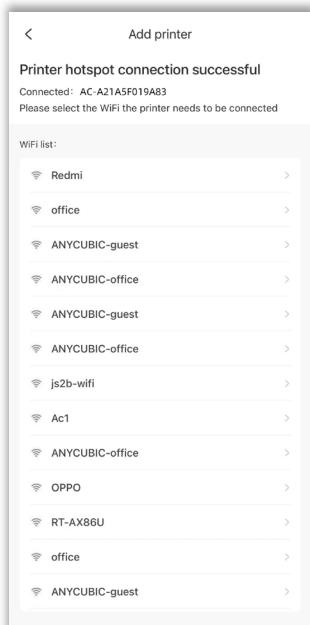 Add printer
Printer hotspot connection successful
Connected: AC-A21A5F019A83
Please select the WiFi the printer needs to be connected
WiFi list:
Redmi
office
ANYCUBIC-guest
ANYCUBIC-office
ANYCUBIC-guest
ANYCUBIC-office
js2b-wifi
Ac1
ANYCUBIC-office
OPPO
RT-AX86U
office
ANYCUBIC-guest